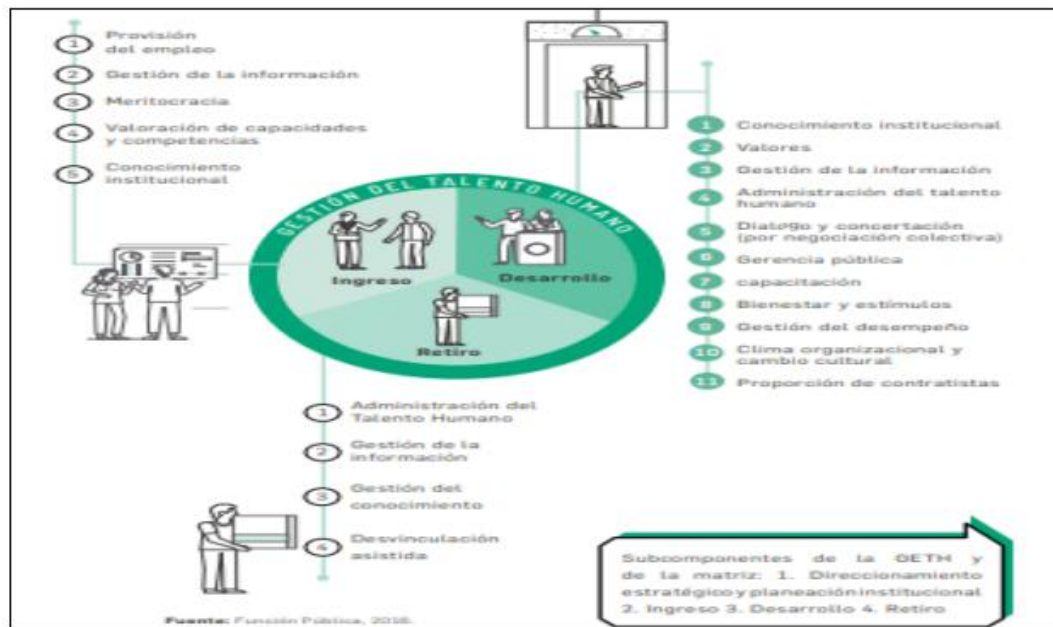 1 Provisión
del empleo
2 Gestión de la información
3 Meritocracia
4 Valoración de capacidades
y competencias
5 Conocimiento
institucional
GESTIÓN DEL TALENTO HUMANO
Ingreso
Desarrollo
Retiro
1 Conocimiento institucional
2 Valores
3 Gestión de la información
4 Administración del talento
humano
5 Dialogo y concertación
(por negociación colectiva)
6 Gerencia pública
7 capacitación
8 Bienestar y estímulos
9 Gestión del desempeño
10 Clima organizacional y
cambio cultural
11 Proporción de contratistas
1 Administración del
Talento Humano
2 Gestión de la
información
3 Gestión del
conocimiento
4 Desvinculación
asistida
Subcomponentes de la GETH y
de la matriz: 1. Direccionamiento
estratégico y planeación institucional
2. Ingreso 3. Desarrollo 4. Retiro
Fuente: Función Pública, 2018.